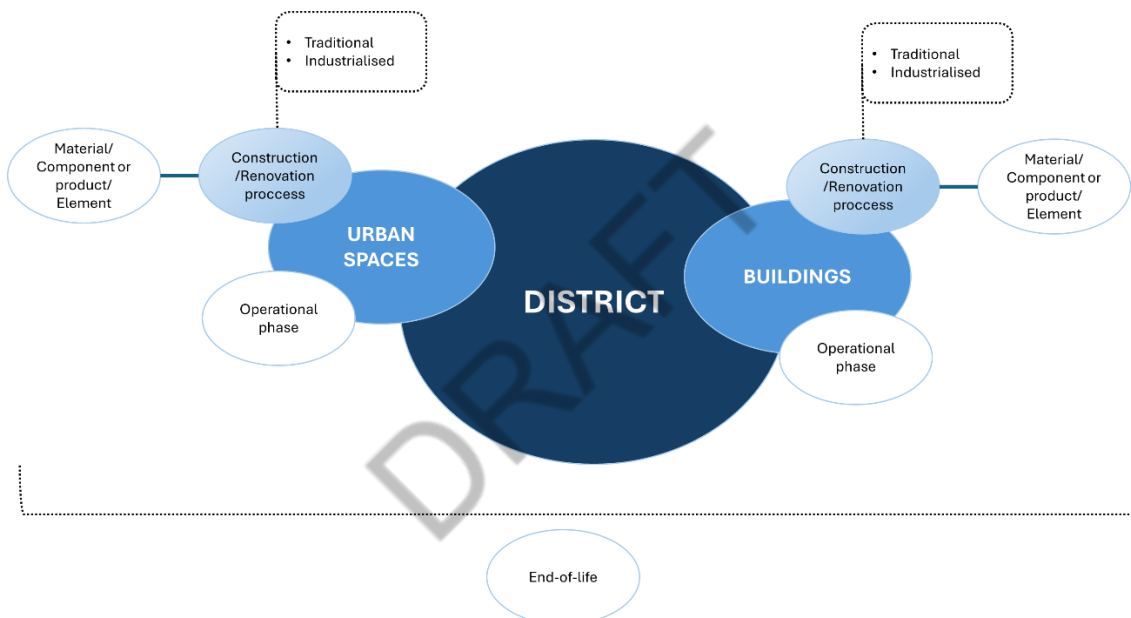 • Traditional
• Industrialised
• Traditional
• Industrialised
Material/
Component or
product/
Element
Construction
/Renovation
proccess
Construction
/Renovation
proccess
Material/
Component or
product/
Element
URBAN
SPACES
DISTRICT
BUILDINGS
Operational
phase
Operational
phase
DRAFT
End-of-life